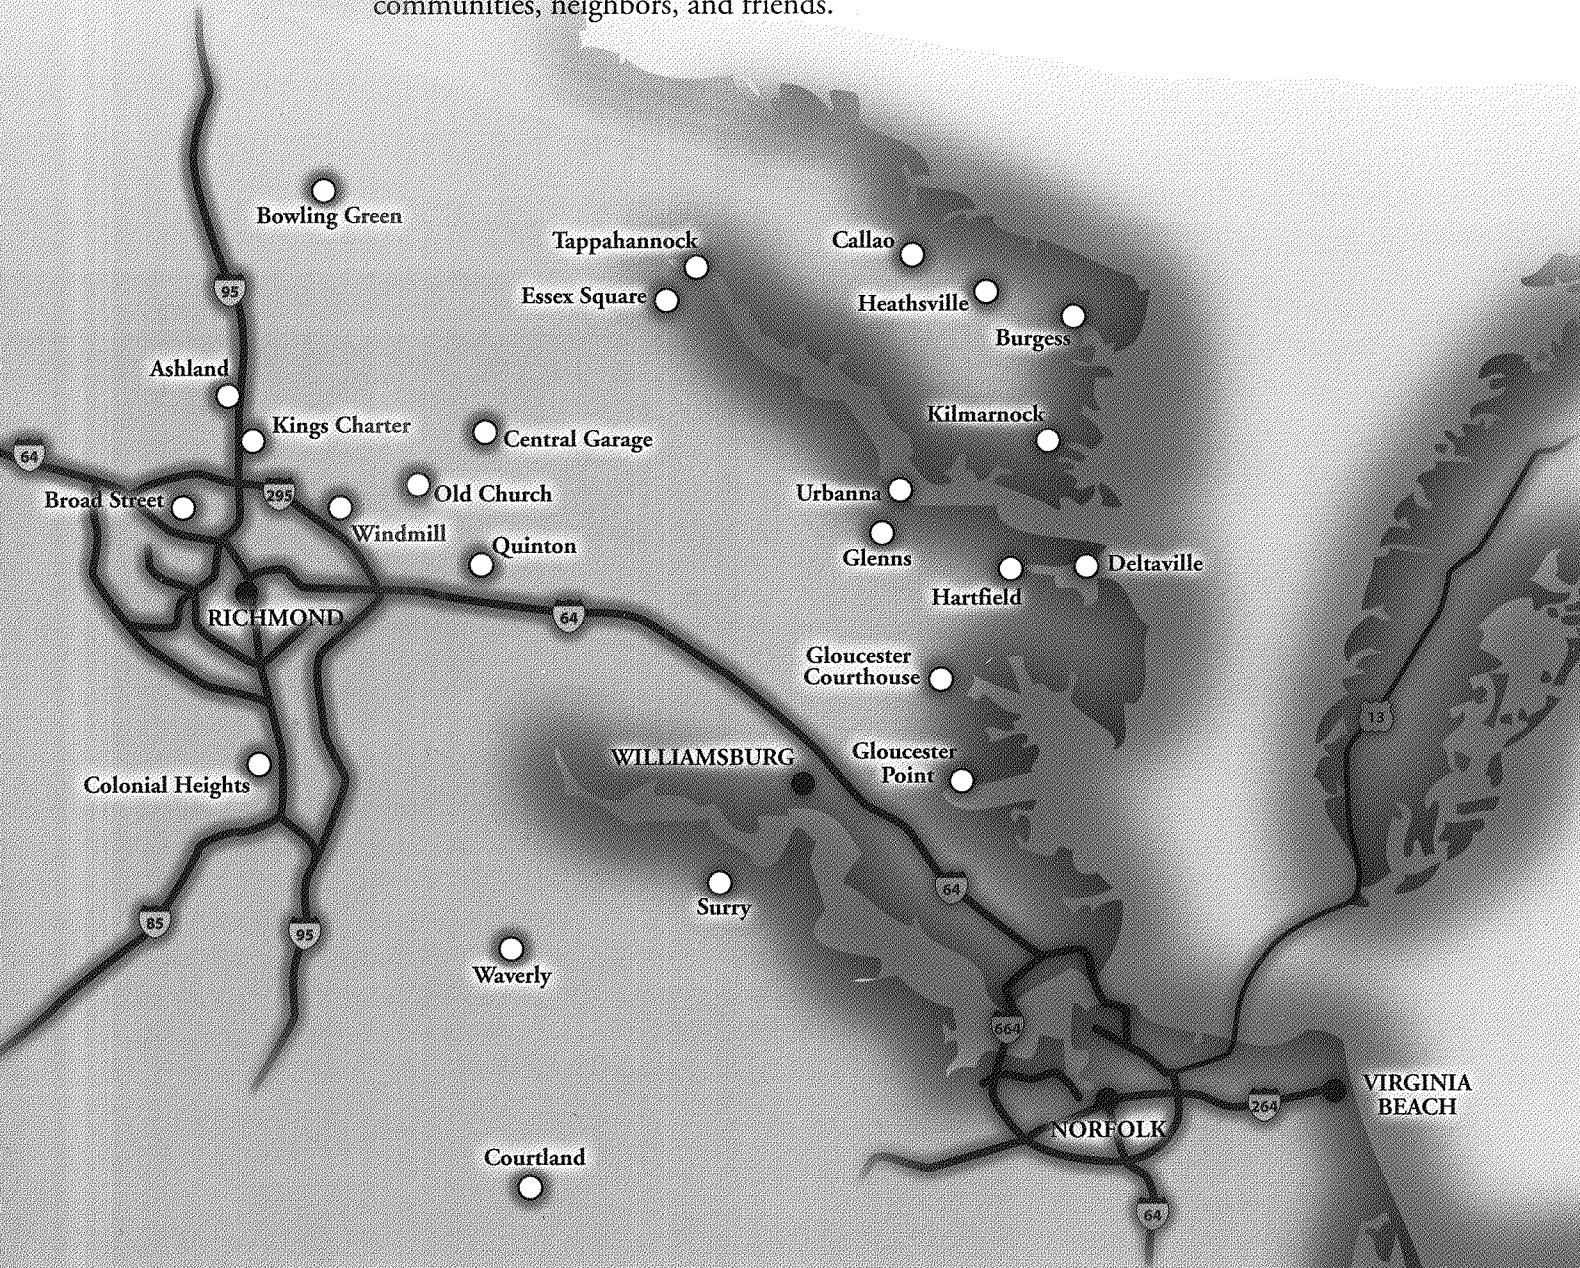 communities, neighbors, and friends.
Bowling Green
Tappahannock
Callao
95
Essex Square
Heathsville
Burgess
Ashland
Kings Charter
Kilmarnock
Central Garage
64
Broad Street
295
Old Church
Urbanna
Windmill
Quinton
Glenns
Deltaville
Hartfield
RICHMOND
64
Gloucester
Courthouse
13
WILLIAMSBURG
Gloucester
Point
Colonial Heights
64
Surry
85
95
Waverly
664
VIRGINIA
BEACH
264
NORFOLK
Courtland
64